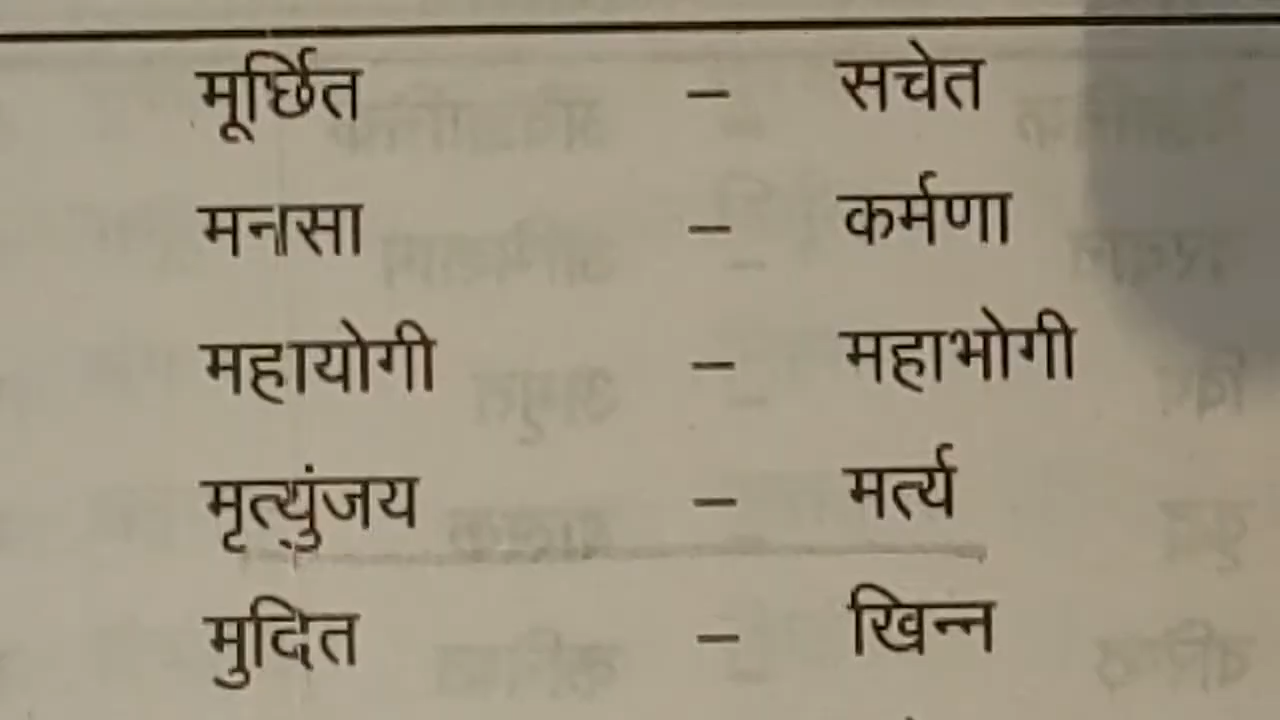 मूर्छित – सचेत
मनसा – कर्मणा
महायोगी – महाभोगी
मृत्युंजय – मर्त्य
मुदित – खिन्न